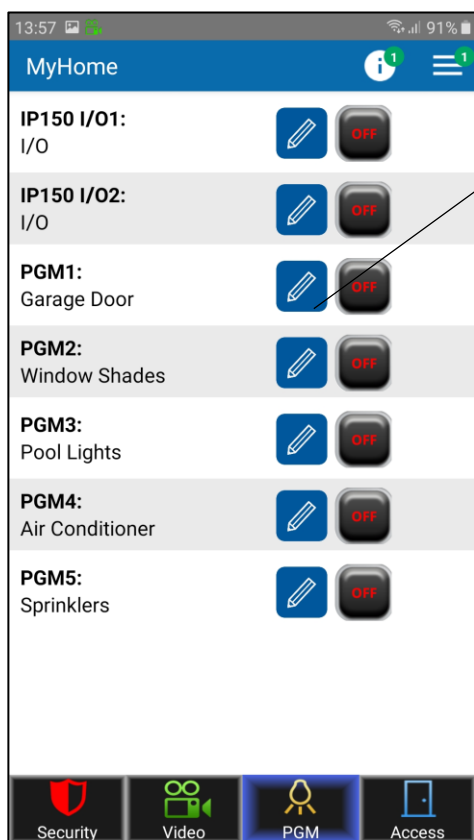 13:57 91%
MyHome i 1 1
IP150 I/O1:
I/O
OFF
IP150 I/O2:
I/O
OFF
PGM1:
Garage Door
OFF
PGM2:
Window Shades
OFF
PGM3:
Pool Lights
OFF
PGM4:
Air Conditioner
OFF
PGM5:
Sprinklers
OFF
Security Video PGM Access